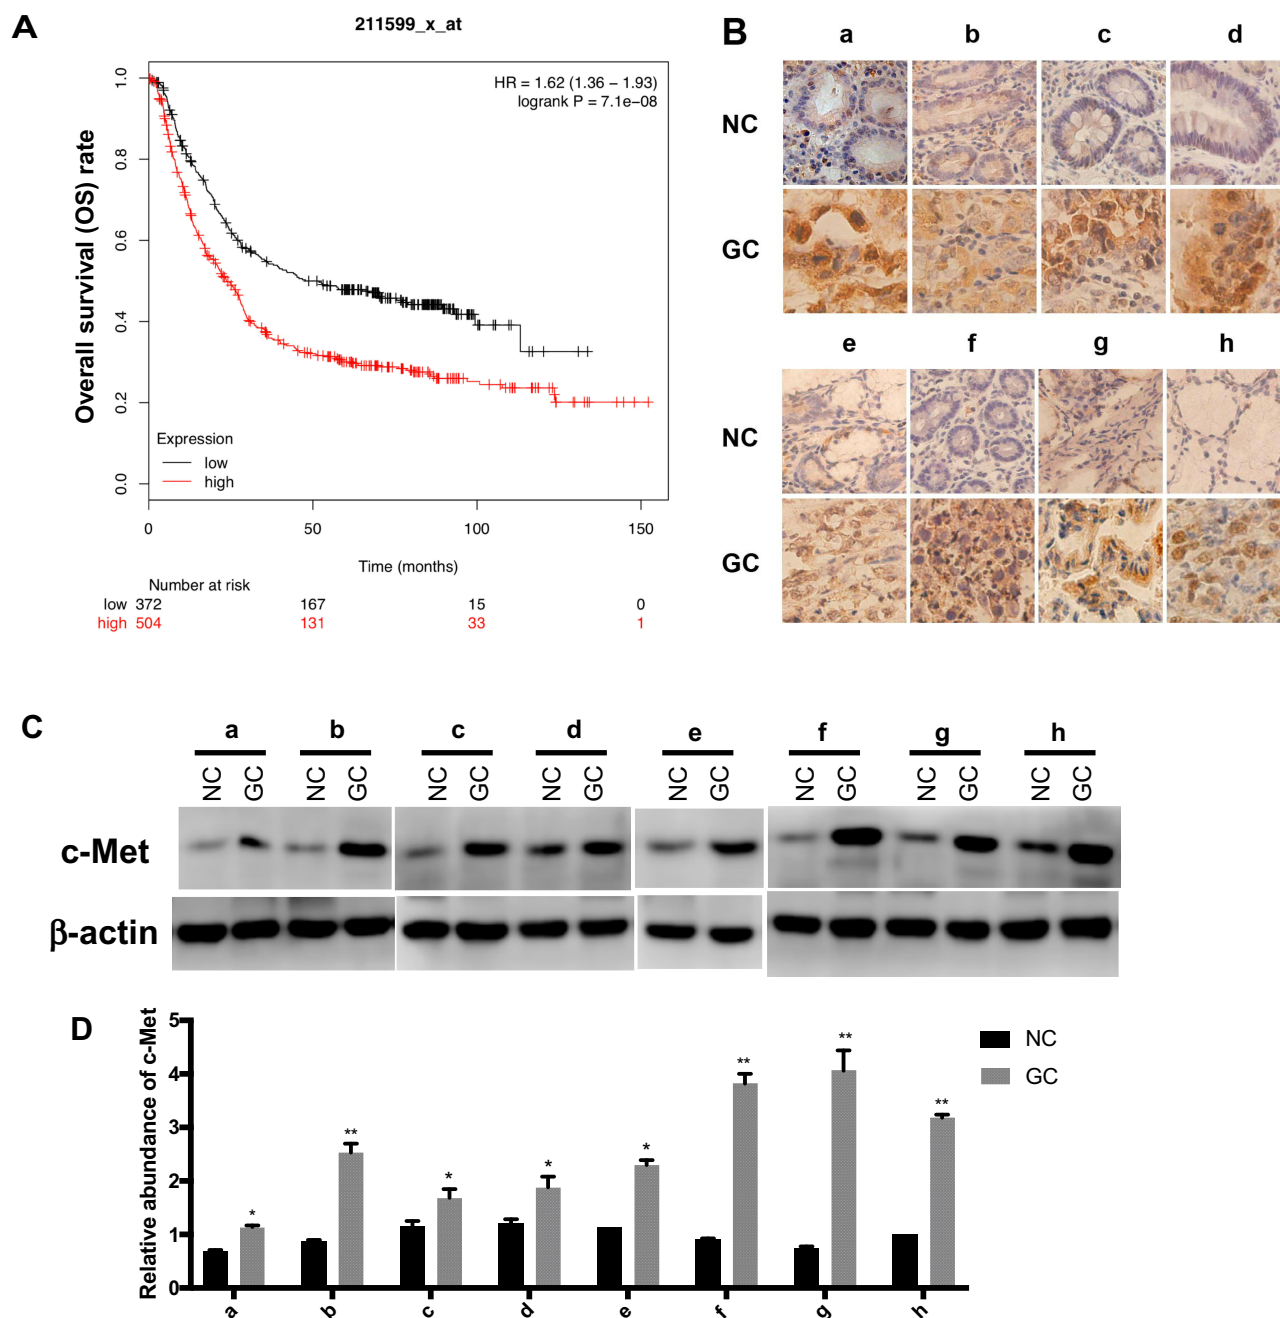 A
211599_x_at
HR = 1.62 (1.36 − 1.93)
logrank P = 7.1e−08
Overall survival (OS) rate
1.0
0.8
0.6
0.4
0.2
0.0
Expression
low
high
0 50 100 150
Time (months)
Number at risk
low 372 167 15 0
high 504 131 33 1
B
a b c d
NC
GC
e f g h
NC
GC
C
a b c d e f g h
NC GC NC GC NC GC NC GC NC GC NC GC NC GC NC GC
c-Met
β-actin
D
Relative abundance of c-Met
5
4
3
2
1
0
* ** * * * ** ** **
a b c d e f g h
NC
GC